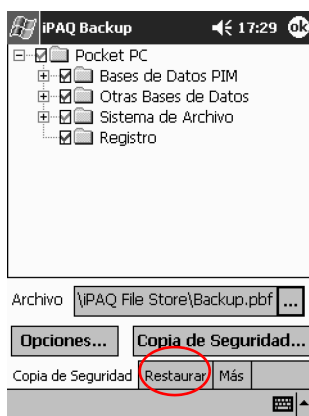 iPAQ Backup 17:29 ok
Pocket PC
Bases de Datos PIM
Otras Bases de Datos
Sistema de Archivo
Registro
Archivo \iPAQ File Store\Backup.pbf ...
Opciones... Copia de Seguridad...
Copia de Seguridad Restaurar Más